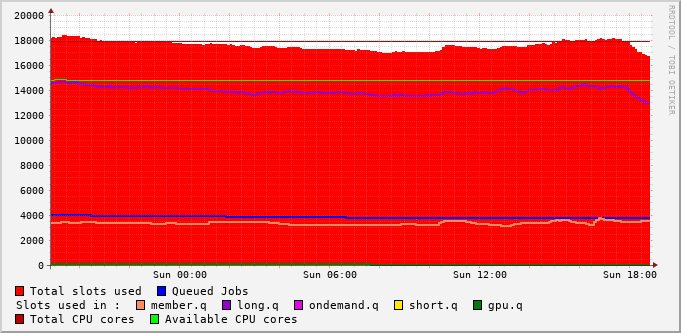 20000
18000
16000
14000
12000
10000
8000
6000
4000
2000
0
Sun 00:00 Sun 06:00 Sun 12:00 Sun 18:00
RRDTOOL / TOBI OETIKER
Total slots used Queued Jobs
Slots used in : member.q long.q ondemand.q short.q gpu.q
Total CPU cores Available CPU cores